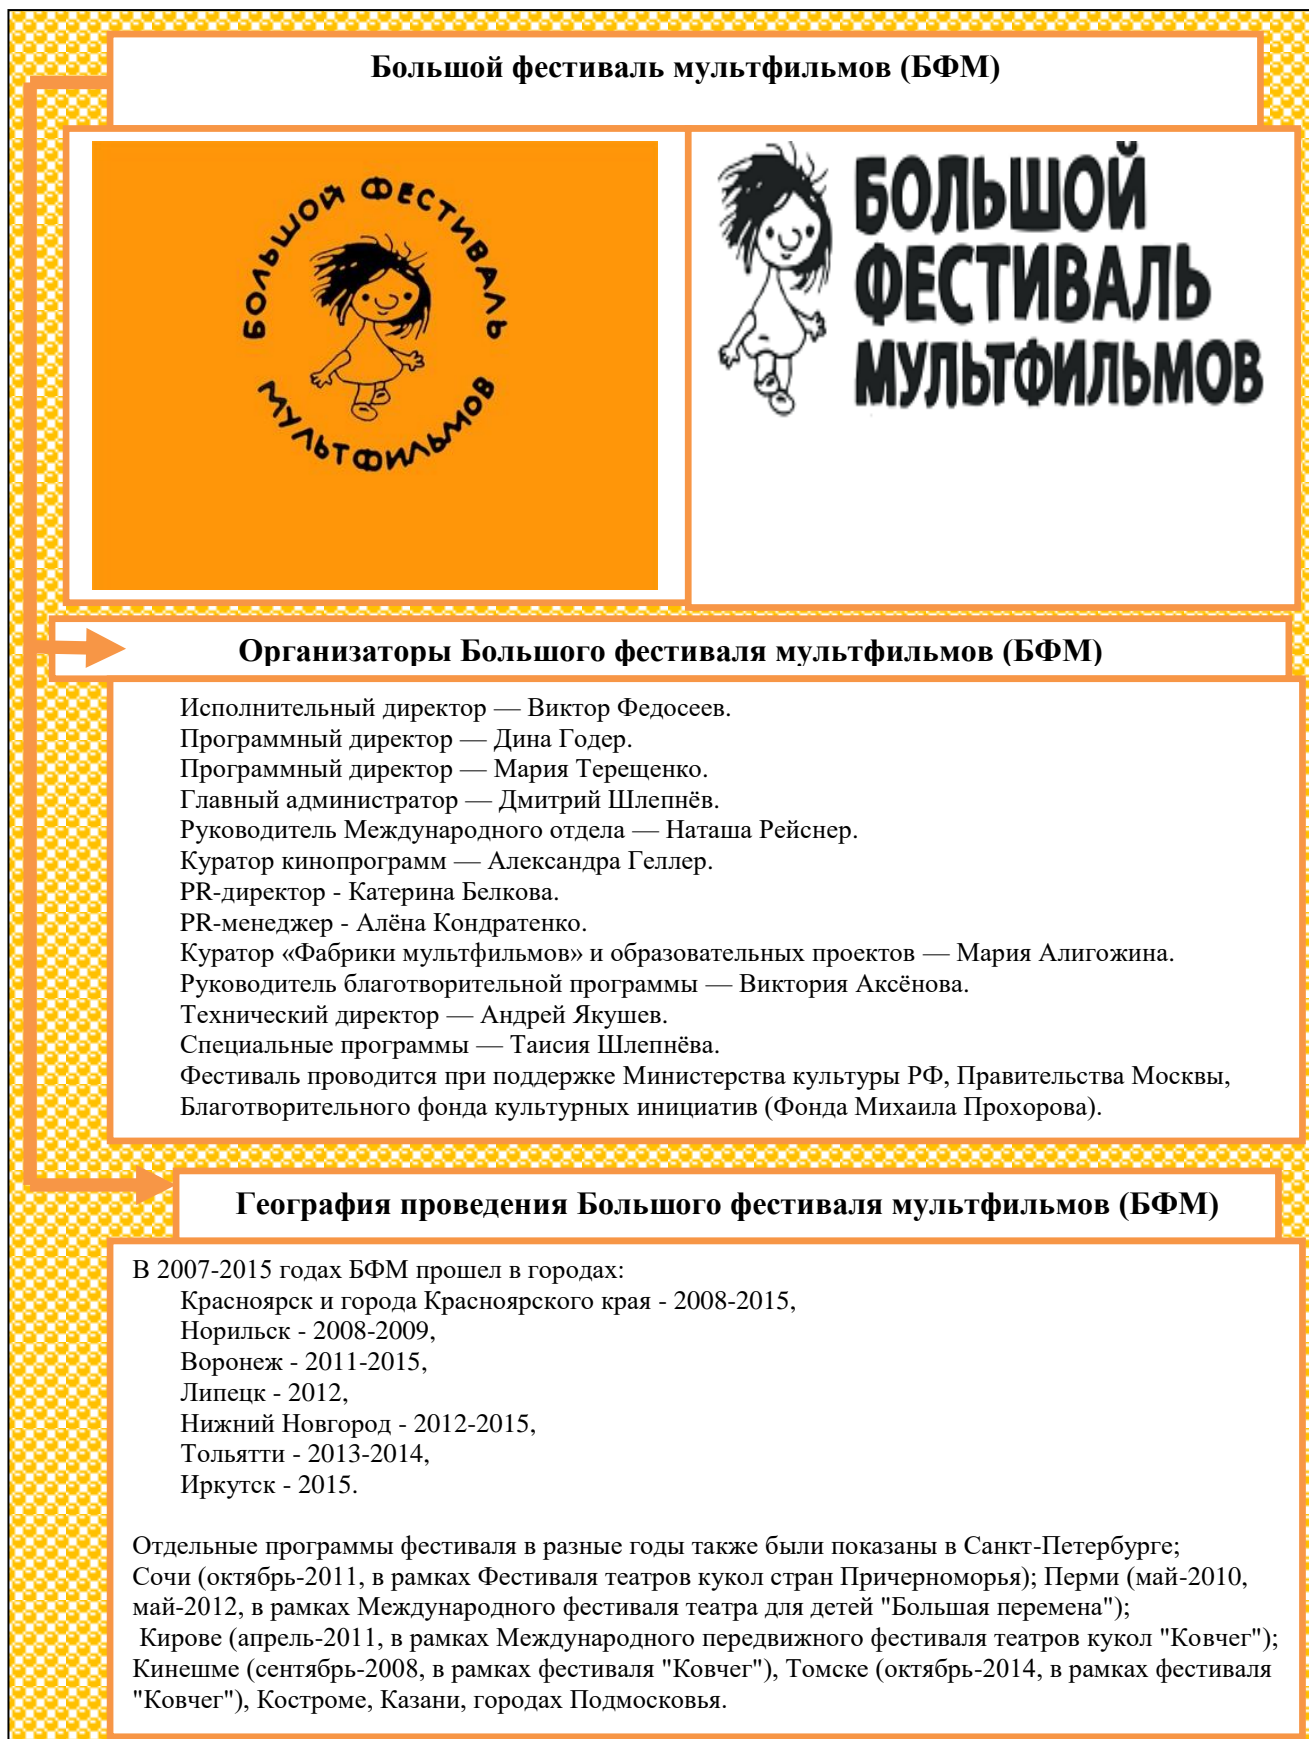 Большой фестиваль мультфильмов (БФМ)
БОЛЬШОЙ ФЕСТИВАЛЬ
МУЛЬТФИЛЬМОВ
БОЛЬШОЙ
ФЕСТИВАЛЬ
МУЛЬТФИЛЬМОВ
Организаторы Большого фестиваля мультфильмов (БФМ)
Исполнительный директор — Виктор Федосеев.
Программный директор — Дина Годер.
Программный директор — Мария Терещенко.
Главный администратор — Дмитрий Шлепнёв.
Руководитель Международного отдела — Наташа Рейснер.
Куратор кинопрограмм — Александра Геллер.
PR-директор - Катерина Белкова.
PR-менеджер - Алёна Кондратенко.
Куратор «Фабрики мультфильмов» и образовательных проектов — Мария Алигожина.
Руководитель благотворительной программы — Виктория Аксёнова.
Технический директор — Андрей Якушев.
Специальные программы — Таисия Шлепнёва.
Фестиваль проводится при поддержке Министерства культуры РФ, Правительства Москвы,
Благотворительного фонда культурных инициатив (Фонда Михаила Прохорова).
География проведения Большого фестиваля мультфильмов (БФМ)
В 2007-2015 годах БФМ прошел в городах:
Красноярск и города Красноярского края - 2008-2015,
Норильск - 2008-2009,
Воронеж - 2011-2015,
Липецк - 2012,
Нижний Новгород - 2012-2015,
Тольятти - 2013-2014,
Иркутск - 2015.
Отдельные программы фестиваля в разные годы также были показаны в Санкт-Петербурге;
Сочи (октябрь-2011, в рамках Фестиваля театров кукол стран Причерноморья); Перми (май-2010,
май-2012, в рамках Международного фестиваля театра для детей "Большая перемена");
Кирове (апрель-2011, в рамках Международного передвижного фестиваля театров кукол "Ковчег");
Кинешме (сентябрь-2008, в рамках фестиваля "Ковчег"), Томске (октябрь-2014, в рамках фестиваля
"Ковчег"), Костроме, Казани, городах Подмосковья.